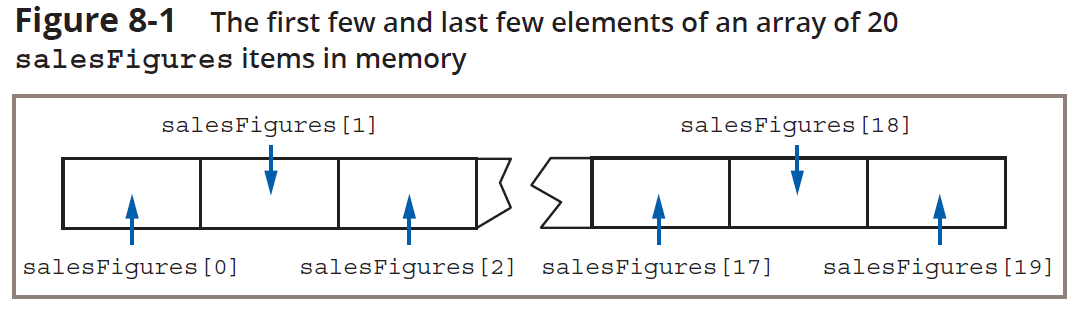 Figure 8-1 The first few and last few elements of an array of 20
salesFigures items in memory
salesFigures[1]
salesFigures[18]
salesFigures[0]
salesFigures[2]
salesFigures[17]
salesFigures[19]